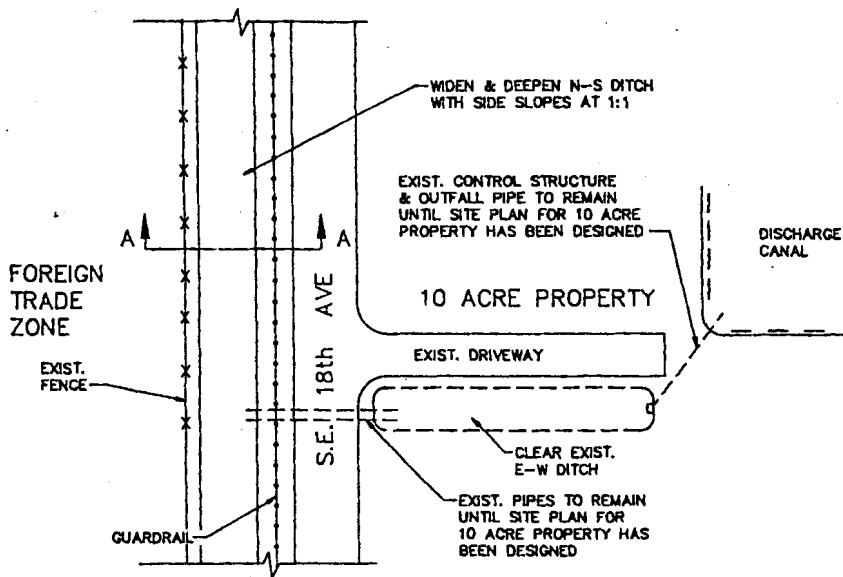 WIDEN & DEEPEN N-S DITCH
WITH SIDE SLOPES AT 1:1
EXIST. CONTROL STRUCTURE
& OUTFALL PIPE TO REMAIN
UNTIL SITE PLAN FOR 10 ACRE
PROPERTY HAS BEEN DESIGNED
DISCHARGE
CANAL
A
A
FOREIGN
TRADE
ZONE
10 ACRE PROPERTY
EXIST. DRIVEWAY
EXIST.
FENCE
S.E. 18th AVE
CLEAR EXIST.
E-W DITCH
EXIST. PIPES TO REMAIN
UNTIL SITE PLAN FOR
10 ACRE PROPERTY HAS
BEEN DESIGNED
GUARDRAIL